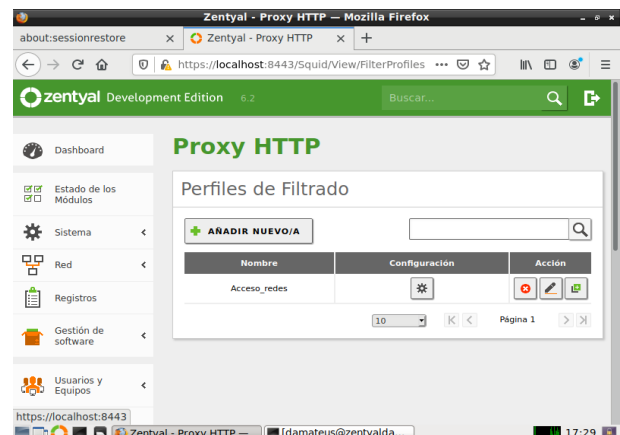 Zentyal - Proxy HTTP — Mozilla Firefox
about:sessionrestore
Zentyal - Proxy HTTP
https://localhost:8443/Squid/View/FilterProfiles
zentyal Development Edition 6.2
Buscar...
Proxy HTTP
Dashboard
Estado de los Módulos
Sistema
Red
Registros
Gestión de software
Usuarios y Equipos
Perfiles de Filtrado
AÑADIR NUEVO/A
Nombre Configuración Acción
Acceso_redes
10 Página 1
https://localhost:8443
Zentyal - Proxy HTTP — [damateus@zentyalda... 17:29